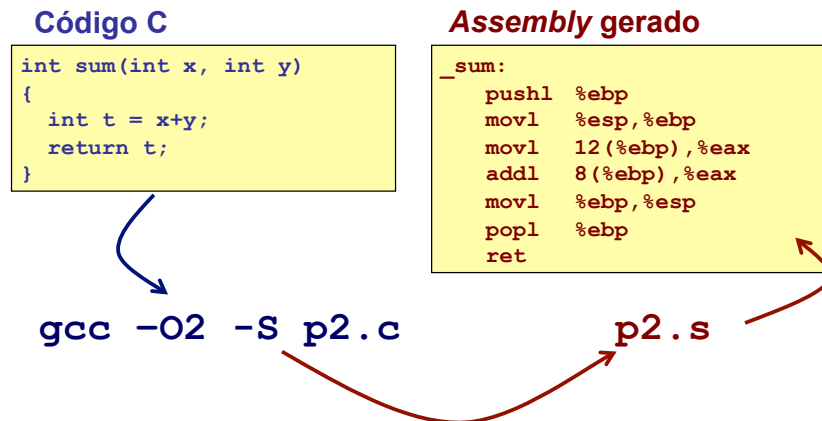 Código C
int sum(int x, int y)
{
int t = x+y;
return t;
}
Assembly gerado
_sum:
pushl %ebp
movl %esp,%ebp
movl 12(%ebp),%eax
addl 8(%ebp),%eax
movl %ebp,%esp
popl %ebp
ret
gcc –O2 -S p2.c
p2.s